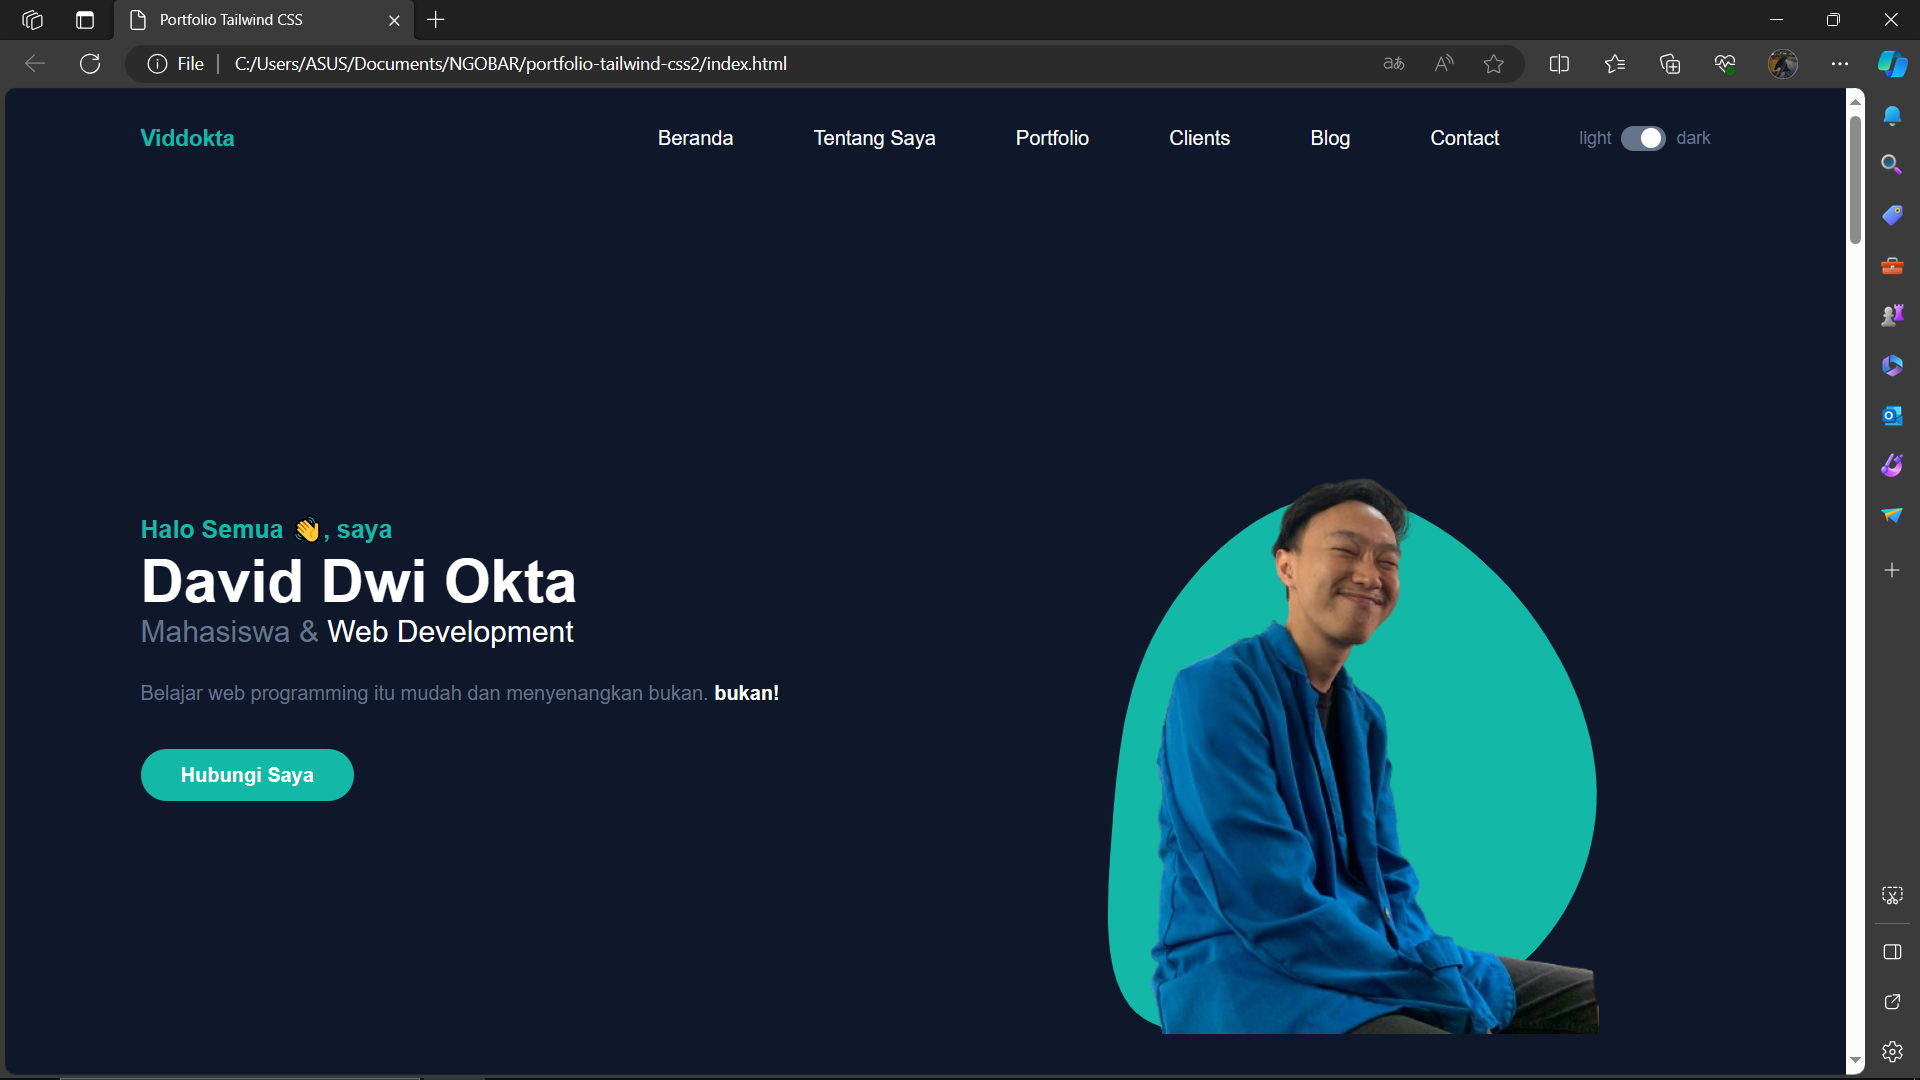 Portfolio Tailwind CSS
File C:/Users/ASUS/Documents/NGOBAR/portfolio-tailwind-css2/index.html
Viddokta Beranda Tentang Saya Portfolio Clients Blog Contact light dark
Halo Semua 👋, saya
David Dwi Okta
Mahasiswa & Web Development
Belajar web programming itu mudah dan menyenangkan bukan. bukan!
Hubungi Saya